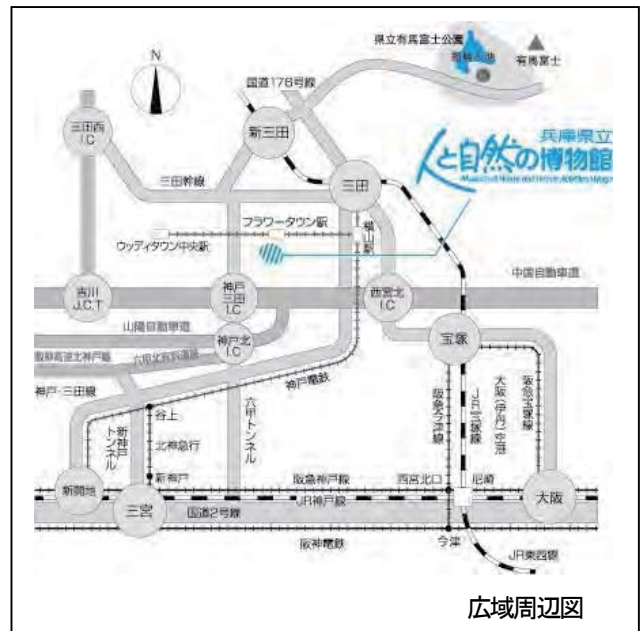 県立有馬富士公園
有馬富士
N
国道176号線
新三田
三田西
I.C
兵庫県立
人と自然の博物館
三田幹線
三田
フラワータウン駅
横山駅
ウッディタウン中央駅
中国自動車道
吉川
J.C.T
神戸
三田
I.C
西宮北
I.C
山陽自動車道
神戸北
I.C
宝塚
阪神高速北神戸線
六甲北有料道路
神戸・三田線
神戸電鉄
谷上
新神戸
トンネル
北神急行
六甲トンネル
阪急今津線
JR宝塚線
大阪(伊丹)空港
阪急宝塚線
新神戸
新開地
三宮
阪急神戸線
西宮北口
尼崎
JR神戸線
大阪
国道2号線
阪神電鉄
今津
JR東西線
広域周辺図